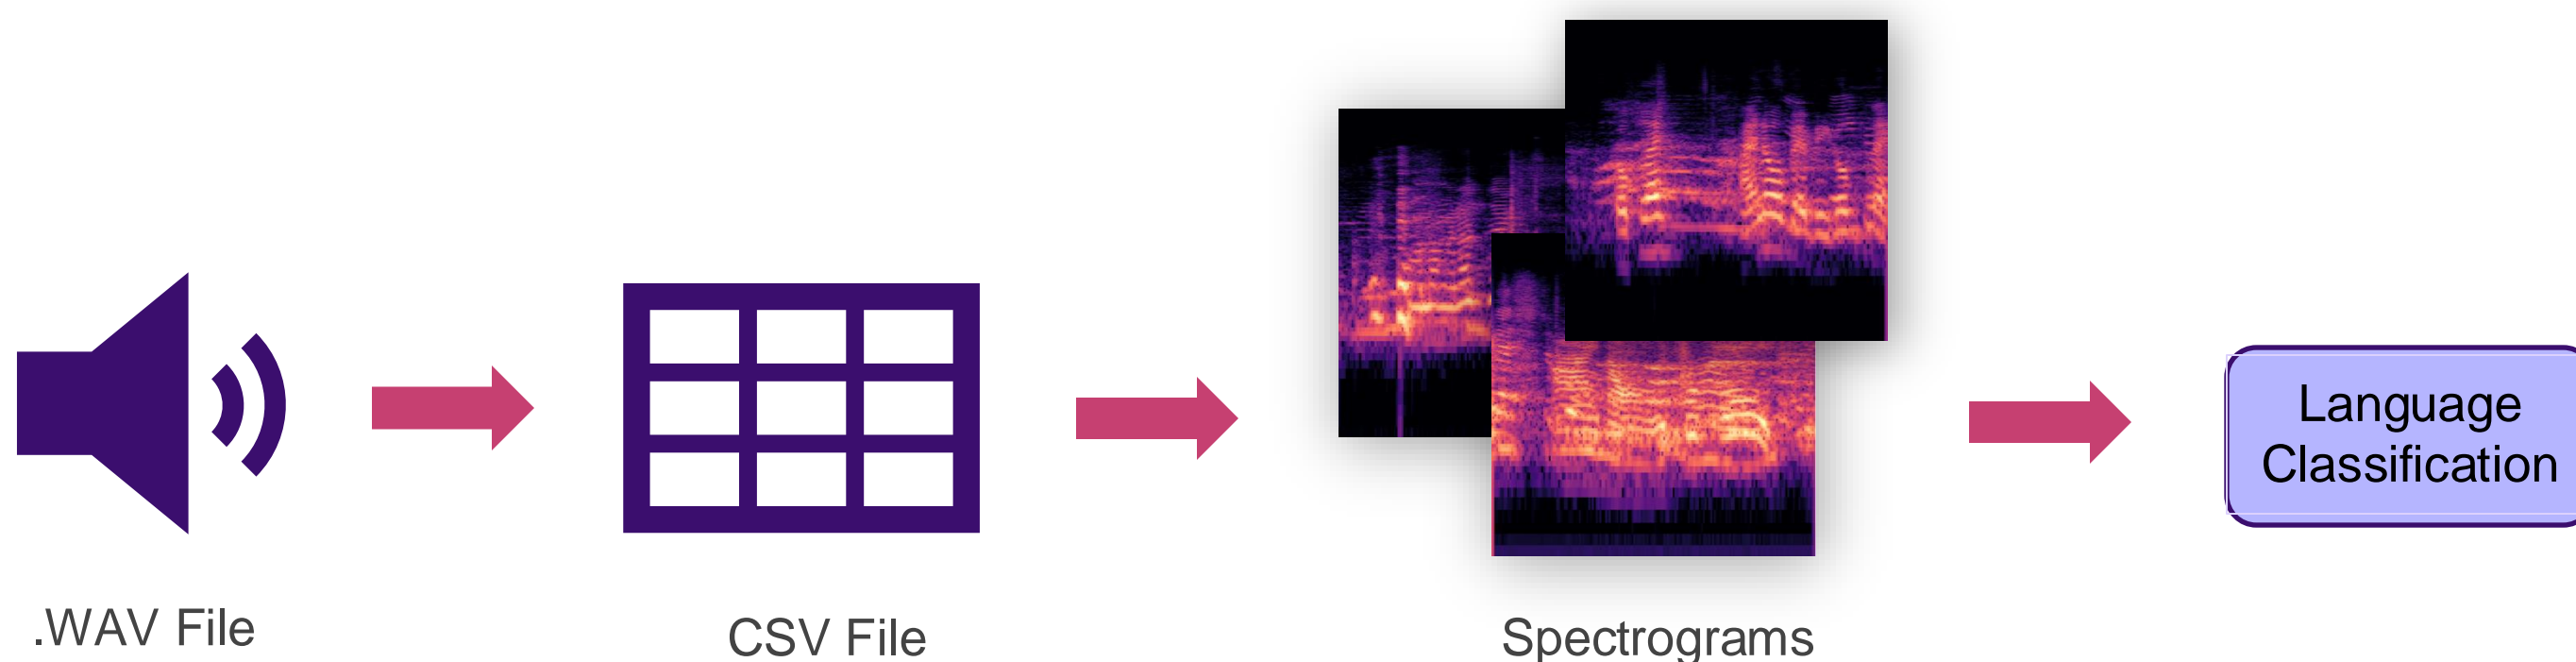 .WAV File
CSV File
Spectrograms
Language
Classification